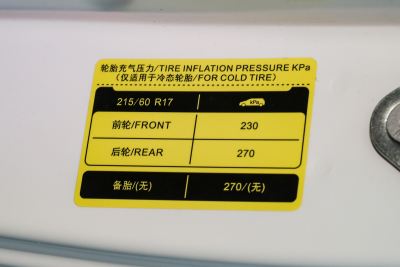 轮胎充气压力/TIRE INFLATION PRESSURE KPa
(仅适用于冷态轮胎/FOR COLD TIRE)
215/60 R17 kPa
前轮/FRONT 230
后轮/REAR 270
备胎/(无) 270/(无)